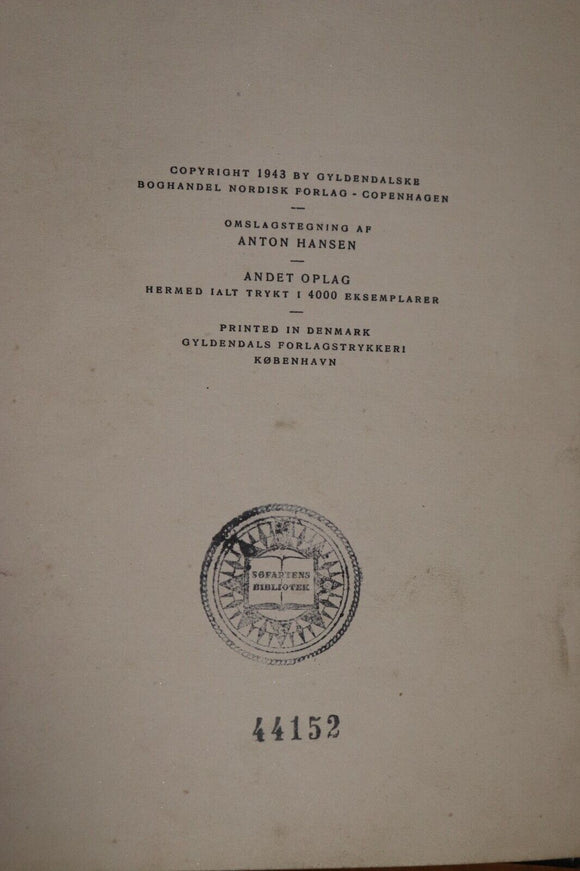 COPYRIGHT 1943 BY GYLDENDALSKE
BOGHANDEL NORDISK FORLAG - COPENHAGEN
OMSLAGSTEGNING AF
ANTON HANSEN
ANDET OPLAG
HERMED IALT TRYKT I 4000 EKSEMPLARER
PRINTED IN DENMARK
GYLDENDALS FORLAGSTRYKKERI
KØBENHAVN
SØFARTENS
BIBLIOTEK
44152